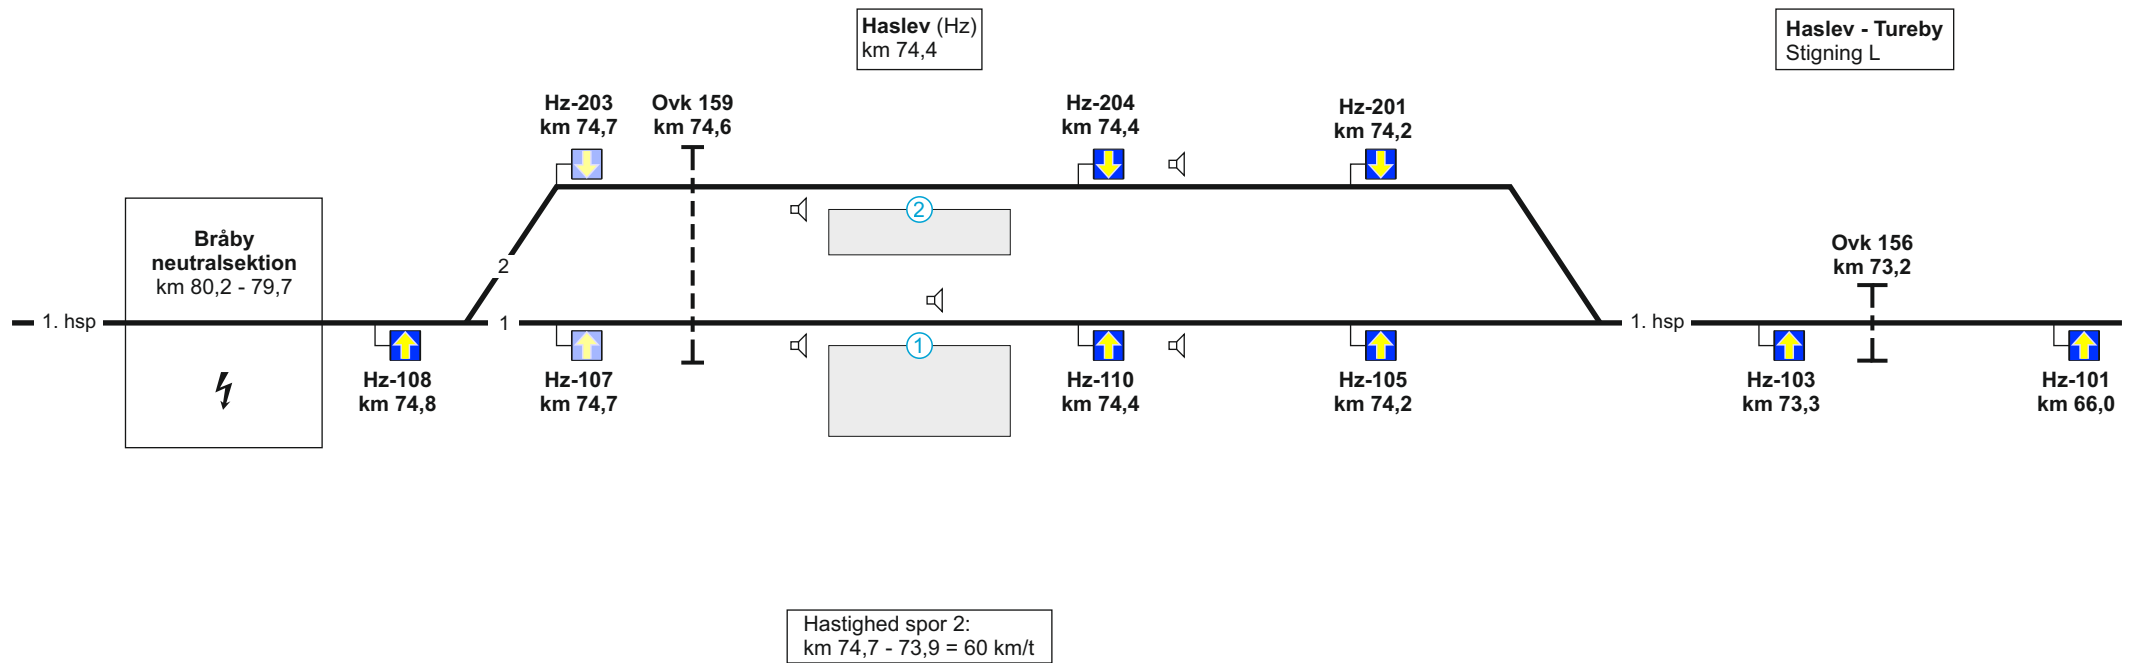 Haslev (Hz)
km 74,4
Haslev - Tureby
Stigning L
Hz-203
km 74,7
Ovk 159
km 74,6
Hz-204
km 74,4
Hz-201
km 74,2
Bråby
neutralsektion
km 80,2 - 79,7
2
2
Ovk 156
km 73,2
1. hsp
1
1. hsp
1
Hz-108
km 74,8
Hz-107
km 74,7
Hz-110
km 74,4
Hz-105
km 74,2
Hz-103
km 73,3
Hz-101
km 66,0
Hastighed spor 2:
km 74,7 - 73,9 = 60 km/t